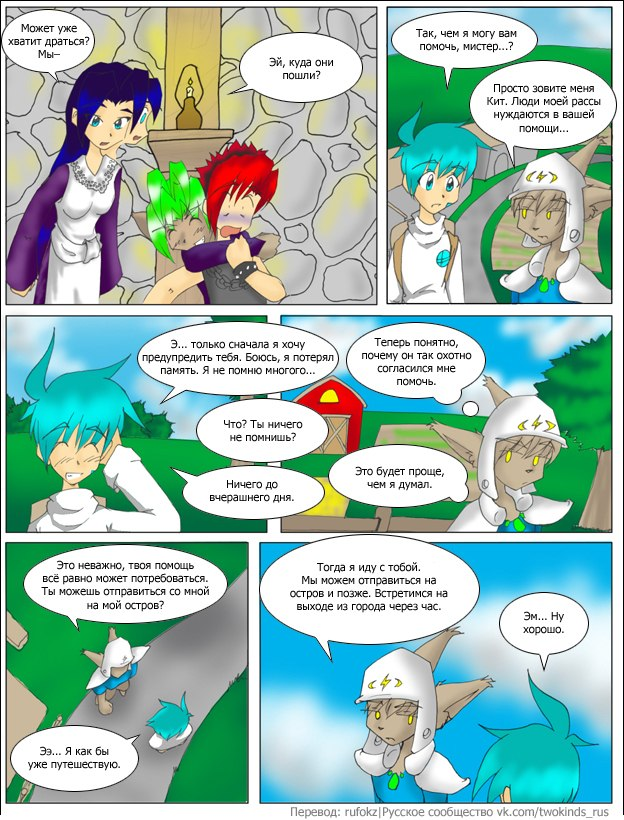 Может уже
хватит драться?
Мы–
Эй, куда они
пошли?
Так, чем я могу вам
помочь, мистер...?
Просто зовите меня
Кит. Люди моей рассы
нуждаются в вашей
помощи...
Э... только сначала я хочу
предупредить тебя. Боюсь, я потерял
память. Я не помню многого...
Что? Ты ничего
не помнишь?
Ничего до
вчерашнего дня.
Теперь понятно,
почему он так охотно
согласился мне
помочь.
Это будет проще,
чем я думал.
Это неважно, твоя помощь
всё равно может потребоваться.
Ты можешь отправиться со мной
на мой остров?
Ээ... Я как бы
уже путешествую.
Тогда я иду с тобой.
Мы можем отправиться на
остров и позже. Встретимся на
выходе из города через час.
Эм... Ну
хорошо.
Перевод: rufokz|Русское сообщество vk.com/twokinds_rus